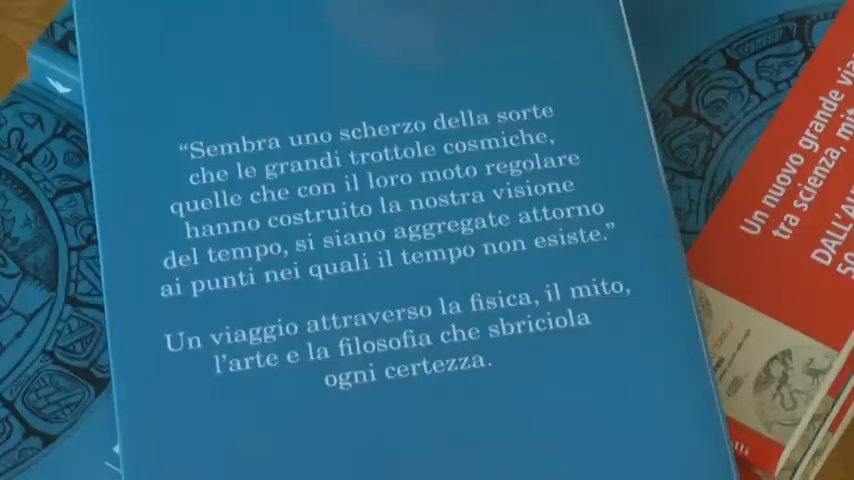 “Sembra uno scherzo della sorte
che le grandi trottole cosmiche,
quelle che con il loro moto regolare
hanno costruito la nostra visione
del tempo, si siano aggregate attorno
ai punti nei quali il tempo non esiste.”
Un viaggio attraverso la fisica, il mito,
l’arte e la filosofia che sbriciola
ogni certezza.
Un nuovo grande
tra scienza,